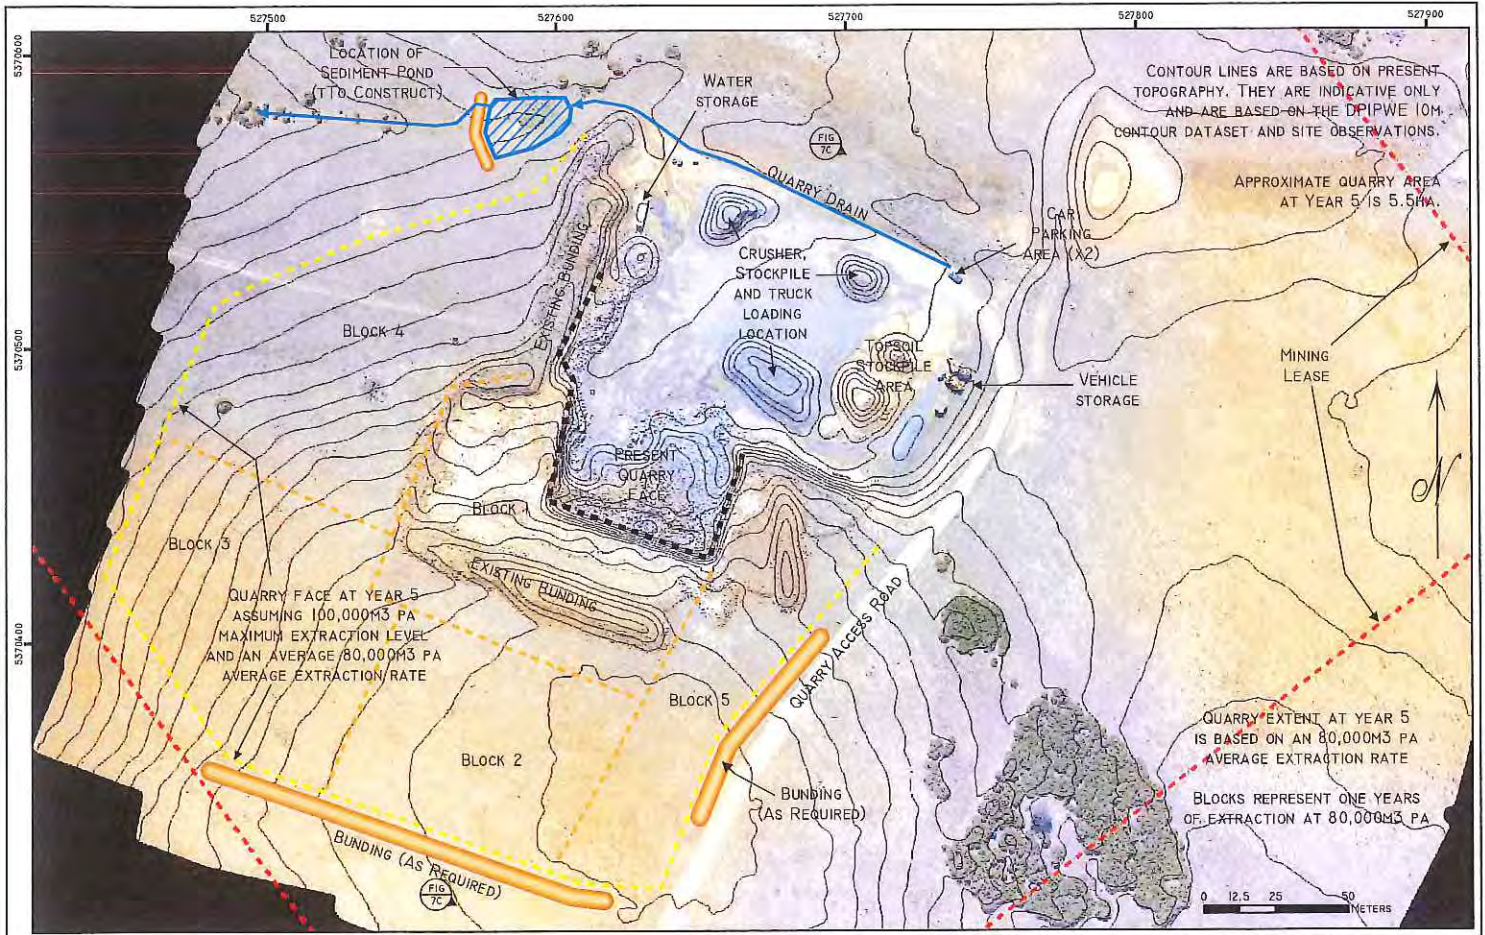 527500
527600
527700
527800
527900
5370600
5370500
5370400
LOCATION OF
SEDIMENT POND
(TTO CONSTRUCT)
WATER
STORAGE
FIG
7C
CONTOUR LINES ARE BASED ON PRESENT
TOPOGRAPHY. THEY ARE INDICATIVE ONLY
AND ARE BASED ON THE DPIPWE 10M
CONTOUR DATASET AND SITE OBSERVATIONS.
APPROXIMATE QUARRY AREA
AT YEAR 5 IS 5.5HA.
QUARRY DRAIN
CAR
PARKING
AREA (X2)
CRUSHER,
STOCKPILE
AND TRUCK
LOADING
LOCATION
EXISTING BUNDING
BLOCK 4
TOPSOIL
STOCKPILE
AREA
VEHICLE
STORAGE
MINING
LEASE
N
PRESENT
QUARRY
FACE
BLOCK 1
BLOCK 3
EXISTING BUNDING
QUARRY FACE AT YEAR 5
ASSUMING 100,000M3 PA
MAXIMUM EXTRACTION LEVEL
AND AN AVERAGE 80,000M3 PA
AVERAGE EXTRACTION RATE
QUARRY ACCESS ROAD
BLOCK 5
BLOCK 2
BUNDING
(AS REQUIRED)
QUARRY EXTENT AT YEAR 5
IS BASED ON AN 80,000M3 PA
AVERAGE EXTRACTION RATE
BLOCKS REPRESENT ONE YEARS
OF EXTRACTION AT 80,000M3 PA
BUNDING (AS REQUIRED)
FIG
7C
0 12.5 25 50
METERS